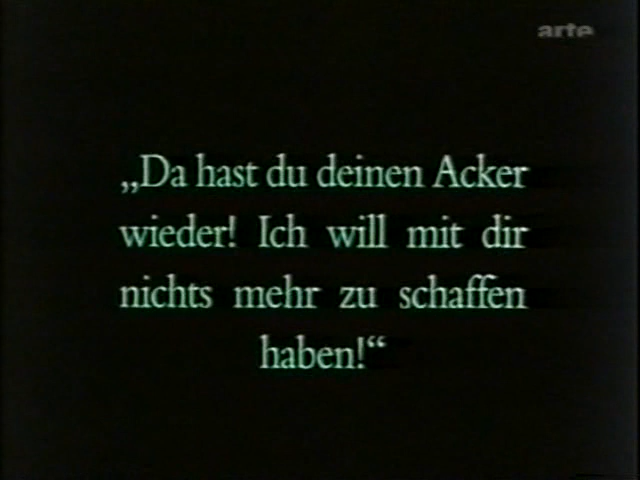 arte
„Da hast du deinen Acker
wieder! Ich will mit dir
nichts mehr zu schaffen
haben!“